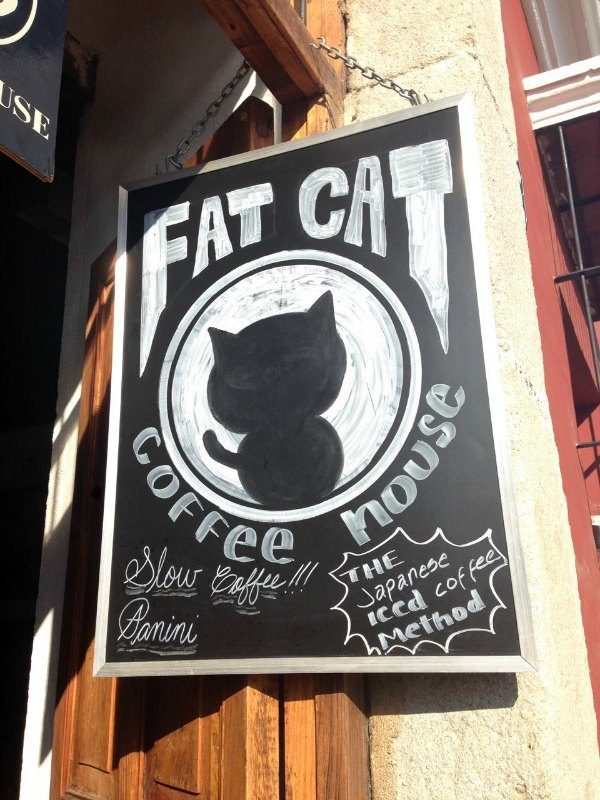 USE
FAT CAT
coffee House
Slow Coffee!!!
Panini
THE
Japanese
Iced coffee
Method